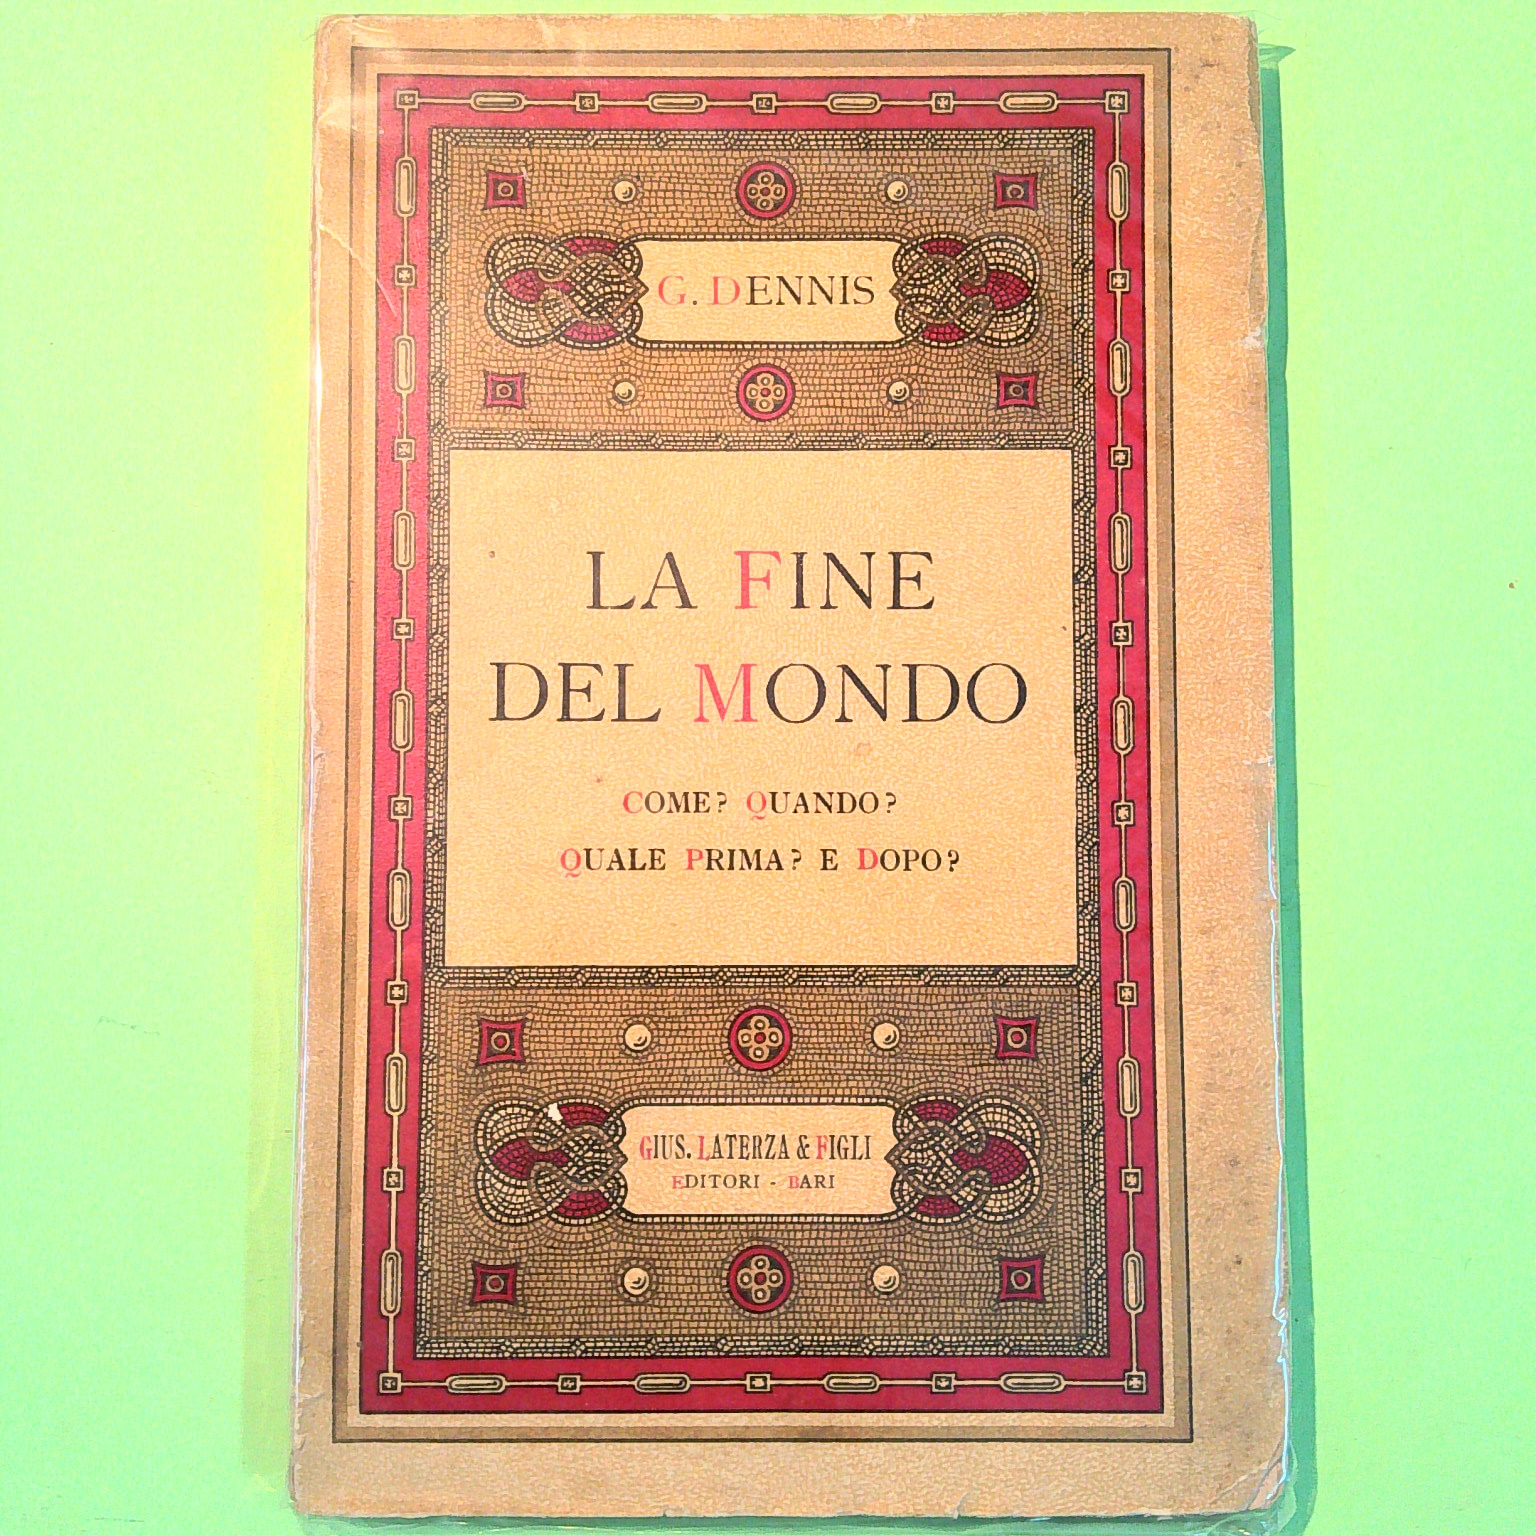 G. DENNIS
LA FINE
DEL MONDO
COME? QUANDO?
QUALE PRIMA? E DOPO?
GIUS. LATERZA & FIGLI
EDITORI - BARI